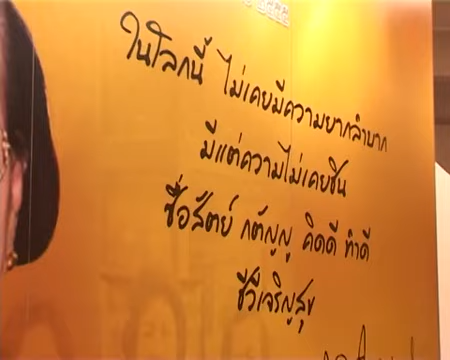 ในโลกนี้ ไม่เคยมีความยากลำบาก
มีแต่ความไม่เคยชิน
ซื่อสัตย์ กตัญญู คิดดี ทำดี
ชีวีเจริญสุข